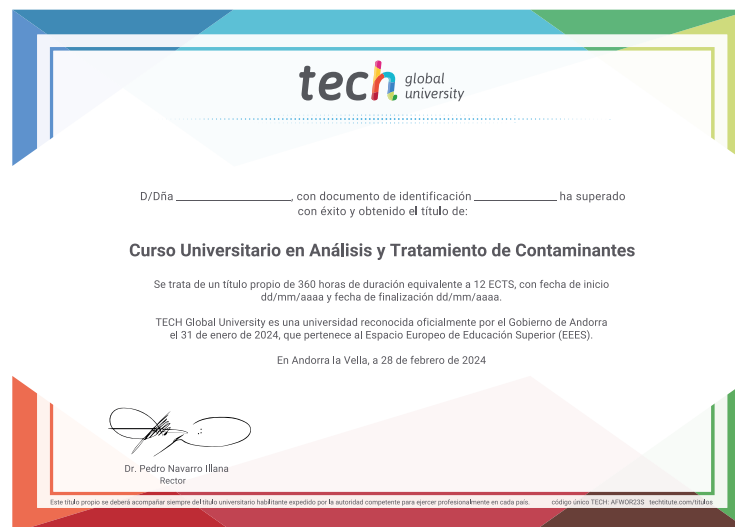 tech global university
D/Dña ____________________, con documento de identificación ______________ ha superado
con éxito y obtenido el título de:
Curso Universitario en Análisis y Tratamiento de Contaminantes
Se trata de un título propio de 360 horas de duración equivalente a 12 ECTS, con fecha de inicio
dd/mm/aaaa y fecha de finalización dd/mm/aaaa.
TECH Global University es una universidad reconocida oficialmente por el Gobierno de Andorra
el 31 de enero de 2024, que pertenece al Espacio Europeo de Educación Superior (EEES).
En Andorra la Vella, a 28 de febrero de 2024
Dr. Pedro Navarro Illana
Rector
Este título propio se deberá acompañar siempre del título universitario habilitante expedido por la autoridad competente para ejercer profesionalmente en cada país. código único TECH: AFWOR23S techtitute.com/titulos